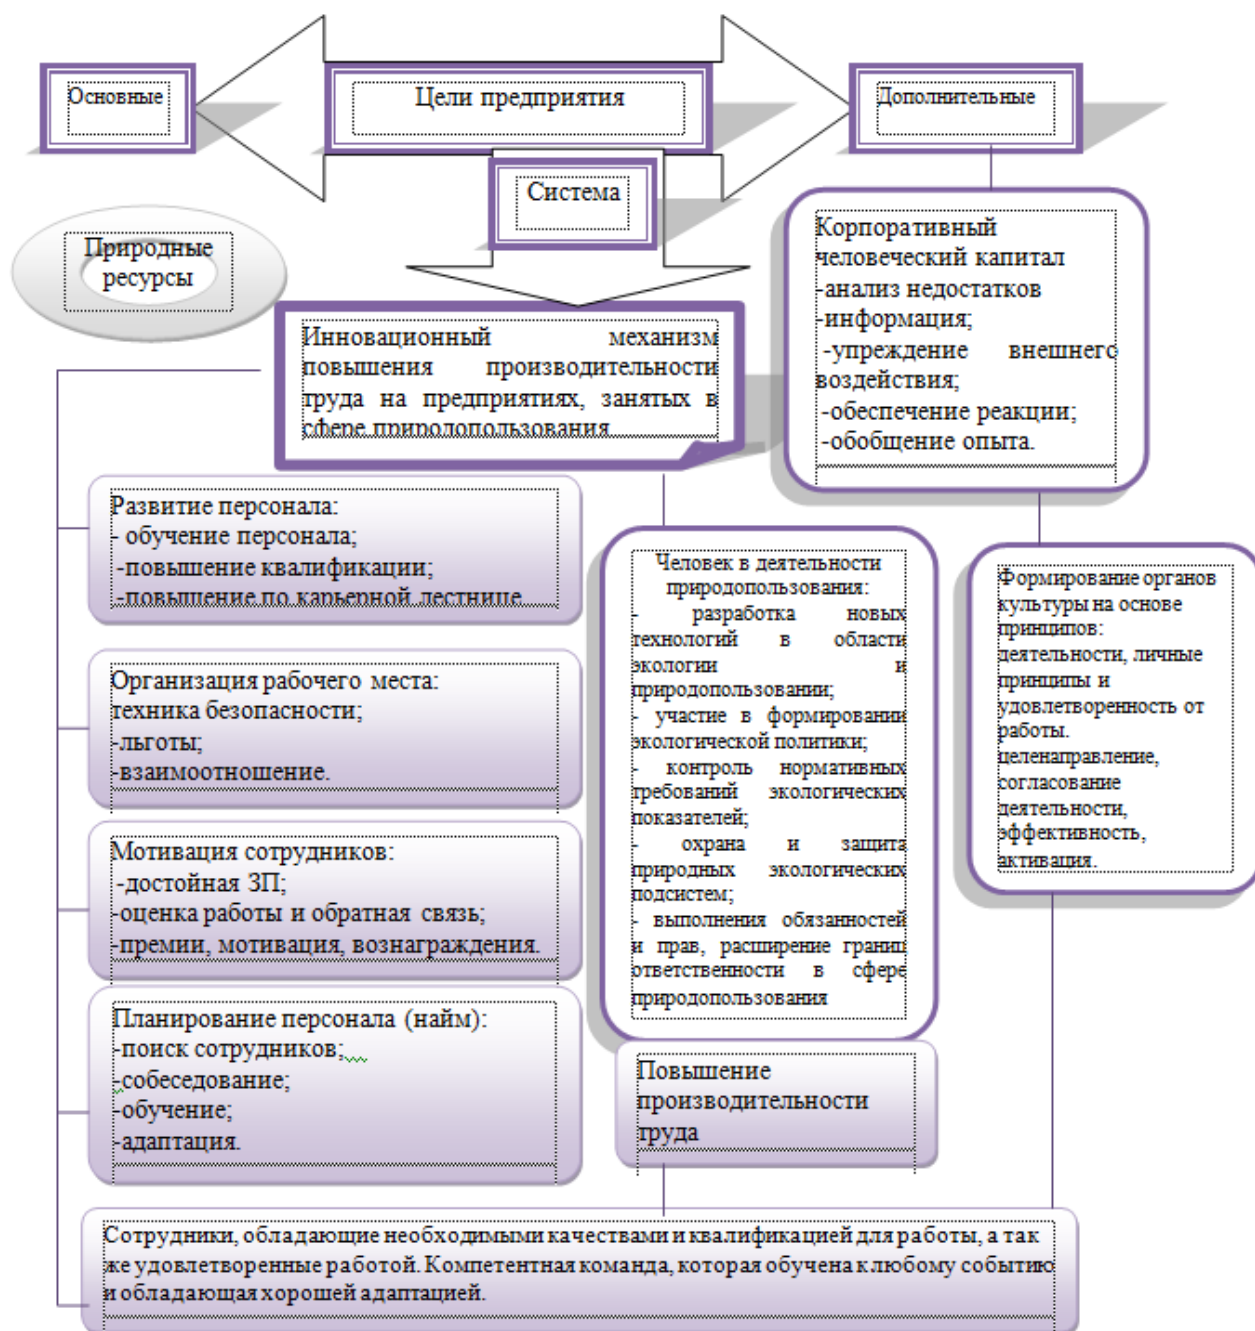 Основные
Цели предприятия
Дополнительные
Система
Природные
ресурсы
Корпоративный
человеческий капитал
-анализ недостатков
-информация;
-упреждение внешнего
воздействия;
-обеспечение реакции;
-обобщение опыта.
Инновационный механизм
повышения производительности
труда на предприятиях, занятых в
сфере природопользования
Развитие персонала:
- обучение персонала;
-повышение квалификации;
-повышение по карьерной лестнице
Организация рабочего места:
техника безопасности;
-льготы;
-взаимоотношение.
Мотивация сотрудников:
-достойная ЗП;
-оценка работы и обратная связь;
-премии, мотивация, вознаграждения.
Планирование персонала (найм):
-поиск сотрудников;
-собеседование;
-обучение;
-адаптация.
Человек в деятельности
природопользования:
- разработка новых
технологий в области
экологии и
природопользовании;
- участие в формировании
экологической политики;
- контроль нормативных
требований экологических
показателей;
- охрана и защита
природных экологических
подсистем;
- выполнения обязанностей
и прав, расширение границ
ответственности в сфере
природопользования
Формирование органов
культуры на основе
принципов:
деятельности, личные
принципы и
удовлетворенность от
работы.
целенаправление,
согласование
деятельности,
эффективность,
активация.
Повышение
производительности
труда
Сотрудники, обладающие необходимыми качествами и квалификацией для работы, а так
же удовлетворенные работой. Компетентная команда, которая обучена к любому событию
и обладающая хорошей адаптацией.